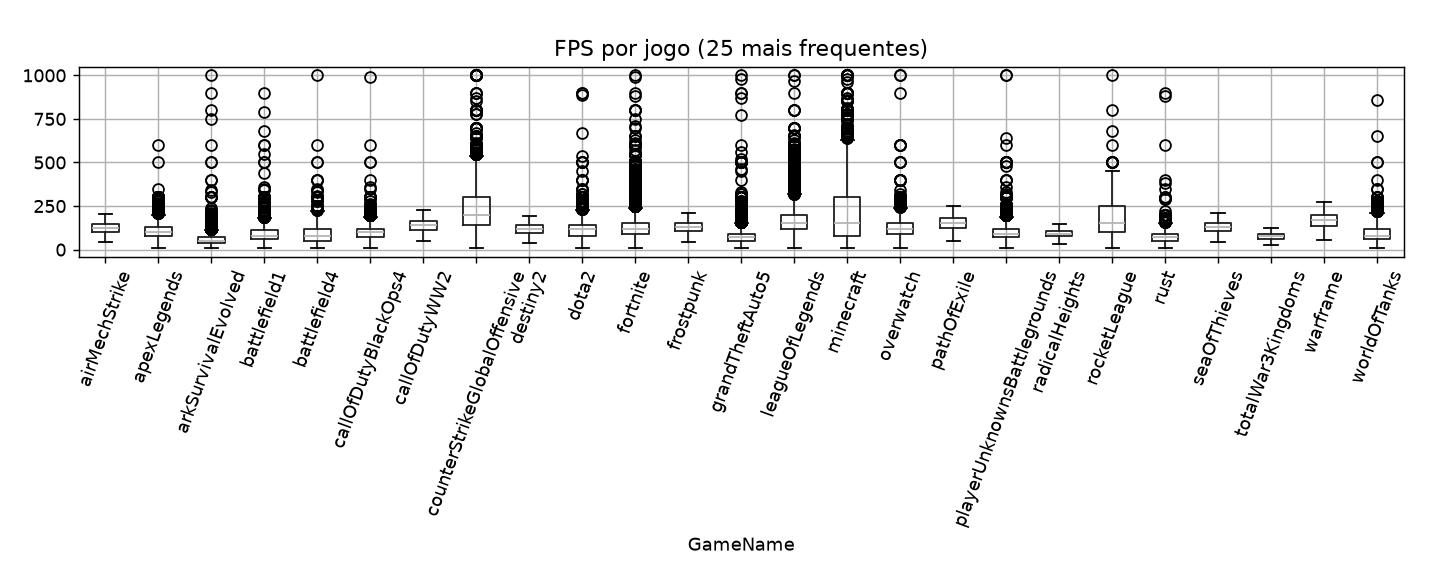 FPS por jogo (25 mais frequentes)
1000
750
500
250
0
airMechStrike
apexLegends
arkSurvivalEvolved
battlefield1
battlefield4
callOfDutyBlackOps4
callOfDutyWW2
counterStrikeGlobalOffensive
destiny2
dota2
fortnite
frostpunk
grandTheftAuto5
leagueOfLegends
minecraft
overwatch
pathOfExile
playerUnknownsBattlegrounds
radicalHeights
rocketLeague
rust
seaOfThieves
totalWar3Kingdoms
warframe
worldOfTanks
GameName